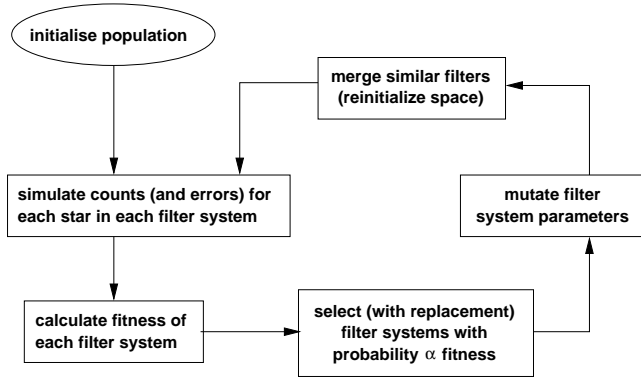 initialise population
merge similar filters
(reinitialize space)
simulate counts (and errors) for
each star in each filter system
mutate filter
system parameters
calculate fitness of
each filter system
select (with replacement)
filter systems with
probability α fitness